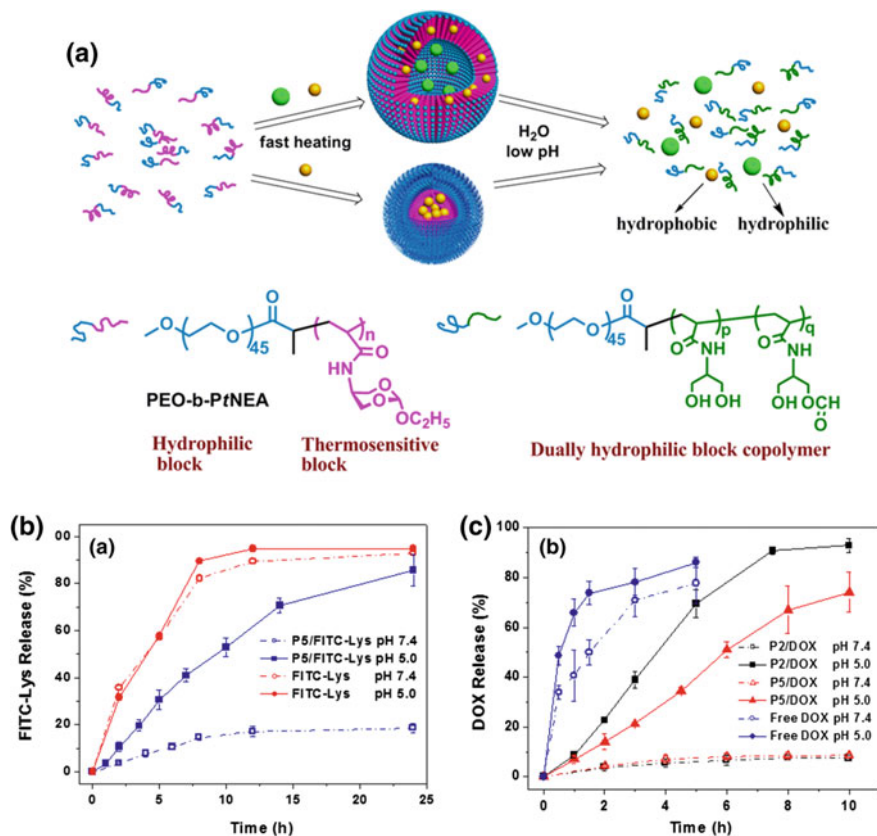 (a)
fast heating
H₂O
low pH
hydrophobic
hydrophilic
O
O
O
45
n
O
HN
O
O
O
OC₂H₅
PEO-b-PtNEA
Hydrophilic
block
Thermosensitive
block
O
O
O
45
p
q
O
NH
O
NH
OH
OH
OH
OCH
O
Dually hydrophilic block copolymer
(b)
(a)
FITC-Lys Release (%)
00
80
60
40
20
0
0
5
10
15
20
25
Time (h)
P5/FITC-Lys pH 7.4
P5/FITC-Lys pH 5.0
FITC-Lys pH 7.4
FITC-Lys pH 5.0
(c)
(b)
DOX Release (%)
100
80
60
40
20
0
0
2
4
6
8
10
Time (h)
P2/DOX pH 7.4
P2/DOX pH 5.0
P5/DOX pH 7.4
P5/DOX pH 5.0
Free DOX pH 7.4
Free DOX pH 5.0